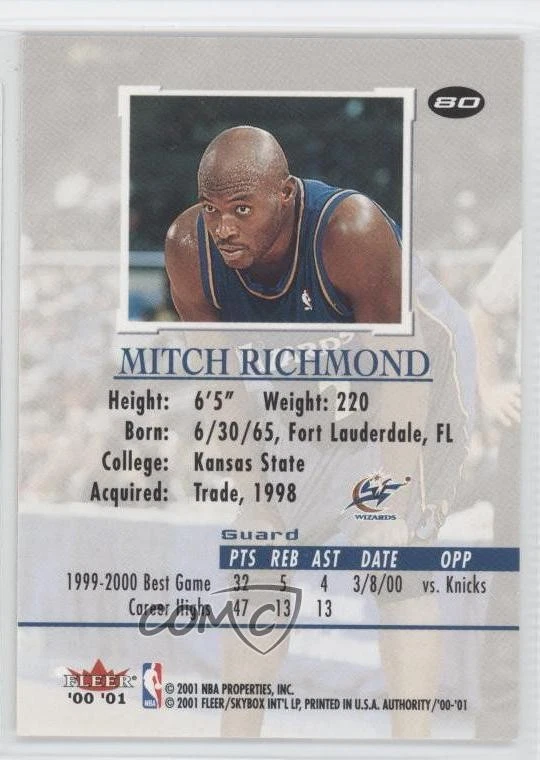 80
MITCH RICHMOND
Height: 6'5" Weight: 220
Born: 6/30/65, Fort Lauderdale, FL
College: Kansas State
Acquired: Trade, 1998
WIZARDS
Guard
PTS REB AST DATE OPP
1999-2000 Best Game 32 5 4 3/8/00 vs. Knicks
Career Highs 47 13 13
COMC
FLEER
'00 '01
NBA
© 2001 NBA PROPERTIES, INC.
© 2001 FLEER/SKYBOX INT'L LP, PRINTED IN U.S.A. AUTHORITY/'00-'01